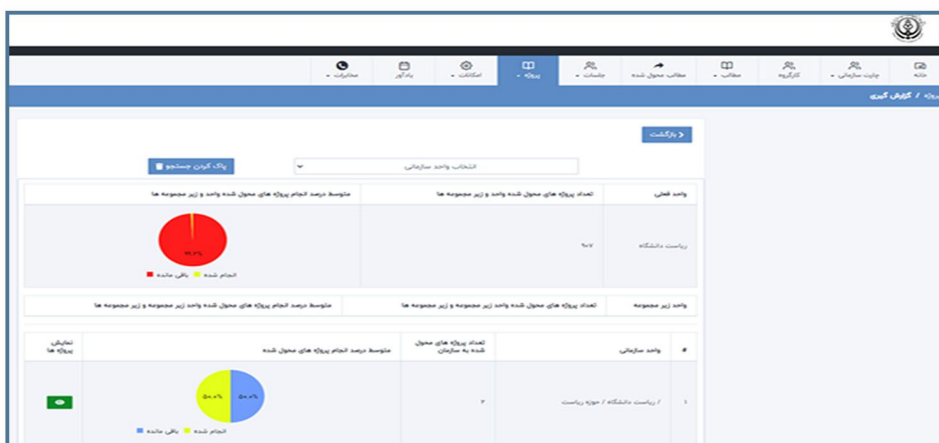 خانه
چارت سازمانی
کارگروه
مطالب
مطالب محول شده
جلسات
پروژه
امکانات
یادآور
مخابرات
پروژه / گزارش گیری
بازگشت
انتخاب واحد سازمانی
پاک کردن جستجو
واحد فعلی تعداد پروژه های محول شده واحد و زیر مجموعه ها متوسط درصد انجام پروژه های محول شده واحد و زیر مجموعه ها
ریاست دانشگاه ۹۰۷
انجام شده باقی مانده
واحد زیر مجموعه تعداد پروژه های محول شده واحد زیر مجموعه و زیر مجموعه ها متوسط درصد انجام پروژه های محول شده واحد زیر مجموعه و زیر مجموعه ها
# واحد سازمانی تعداد پروژه های محول شده به سازمان متوسط درصد انجام پروژه های محول شده نمایش پروژه ها
۱ / ریاست دانشگاه / حوزه ریاست ۲ ۵۰.۰% ۵۰.۰%
انجام شده باقی مانده